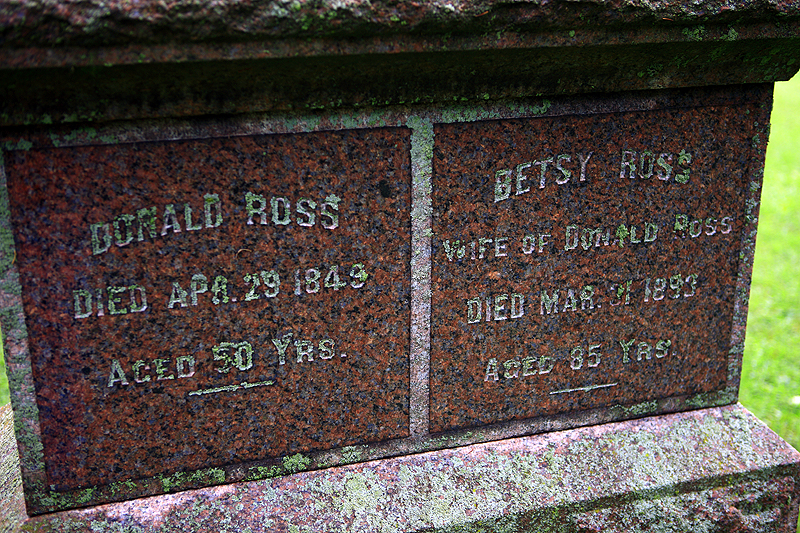 DONALD ROSS
DIED APR. 29 1849
AGED 50 YRS.
BETSY ROSS
WIFE OF DONALD ROSS
DIED MAR. 31 1893
AGED 85 YRS.